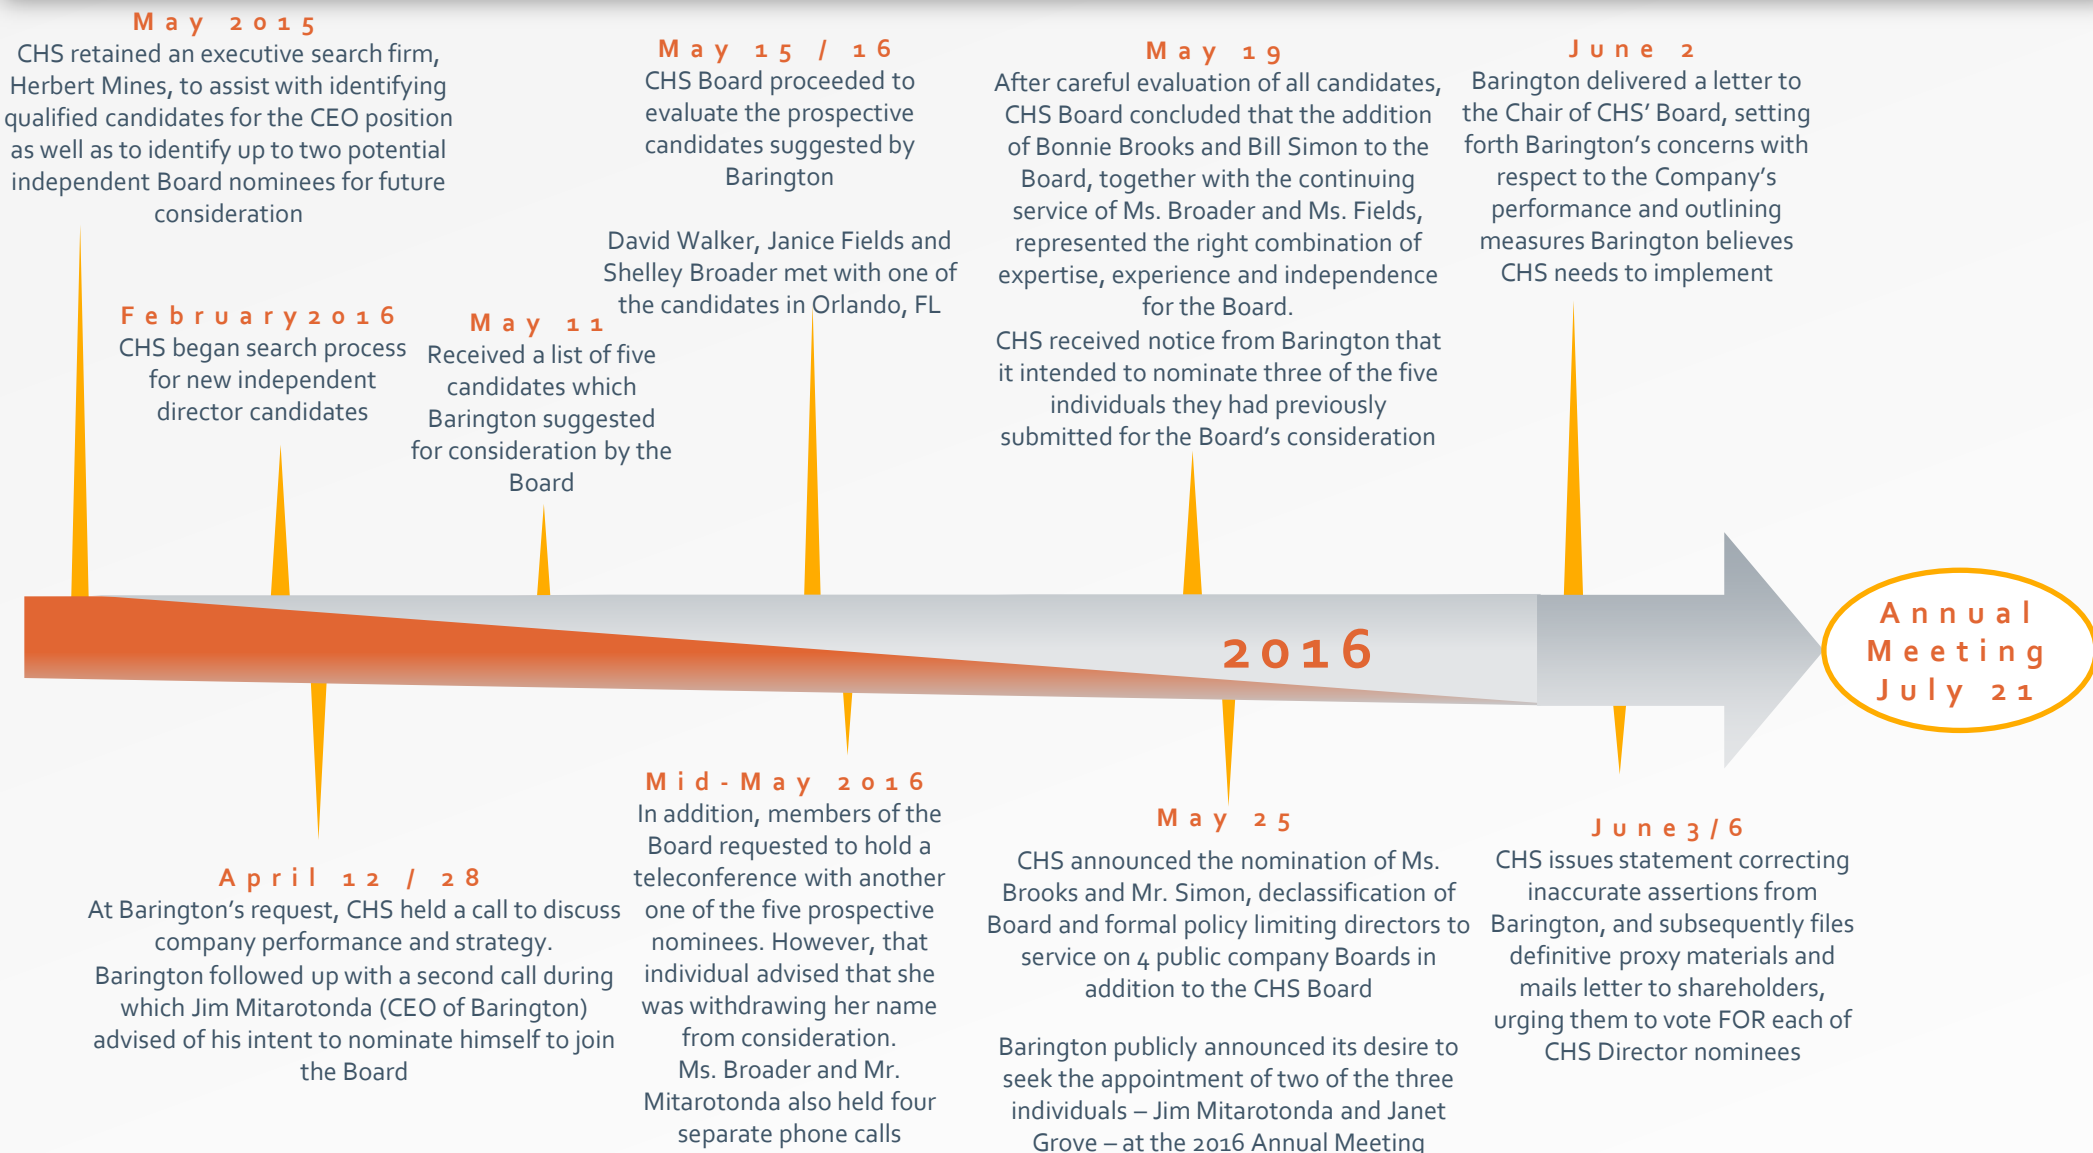 May 2015
CHS retained an executive search firm,
Herbert Mines, to assist with identifying
qualified candidates for the CEO position
as well as to identify up to two potential
independent Board nominees for future
consideration
February2016
CHS began search process
for new independent
director candidates
May 11
Received a list of five
candidates which
Barington suggested
for consideration by the
Board
May 15 / 16
CHS Board proceeded to
evaluate the prospective
candidates suggested by
Barington
David Walker, Janice Fields and
Shelley Broader met with one of
the candidates in Orlando, FL
May 19
After careful evaluation of all candidates,
CHS Board concluded that the addition
of Bonnie Brooks and Bill Simon to the
Board, together with the continuing
service of Ms. Broader and Ms. Fields,
represented the right combination of
expertise, experience and independence
for the Board.
CHS received notice from Barington that
it intended to nominate three of the five
individuals they had previously
submitted for the Board’s consideration
June 2
Barington delivered a letter to
the Chair of CHS’ Board, setting
forth Barington’s concerns with
respect to the Company’s
performance and outlining
measures Barington believes
CHS needs to implement
2016
Annual
Meeting
July 21
April 12 / 28
At Barington’s request, CHS held a call to discuss
company performance and strategy.
Barington followed up with a second call during
which Jim Mitarotonda (CEO of Barington)
advised of his intent to nominate himself to join
the Board
Mid-May 2016
In addition, members of the
Board requested to hold a
teleconference with another
one of the five prospective
nominees. However, that
individual advised that she
was withdrawing her name
from consideration.
Ms. Broader and Mr.
Mitarotonda also held four
separate phone calls
May 25
CHS announced the nomination of Ms.
Brooks and Mr. Simon, declassification of
Board and formal policy limiting directors to
service on 4 public company Boards in
addition to the CHS Board
Barington publicly announced its desire to
seek the appointment of two of the three
individuals – Jim Mitarotonda and Janet
Grove – at the 2016 Annual Meeting
June3/6
CHS issues statement correcting
inaccurate assertions from
Barington, and subsequently files
definitive proxy materials and
mails letter to shareholders,
urging them to vote FOR each of
CHS Director nominees